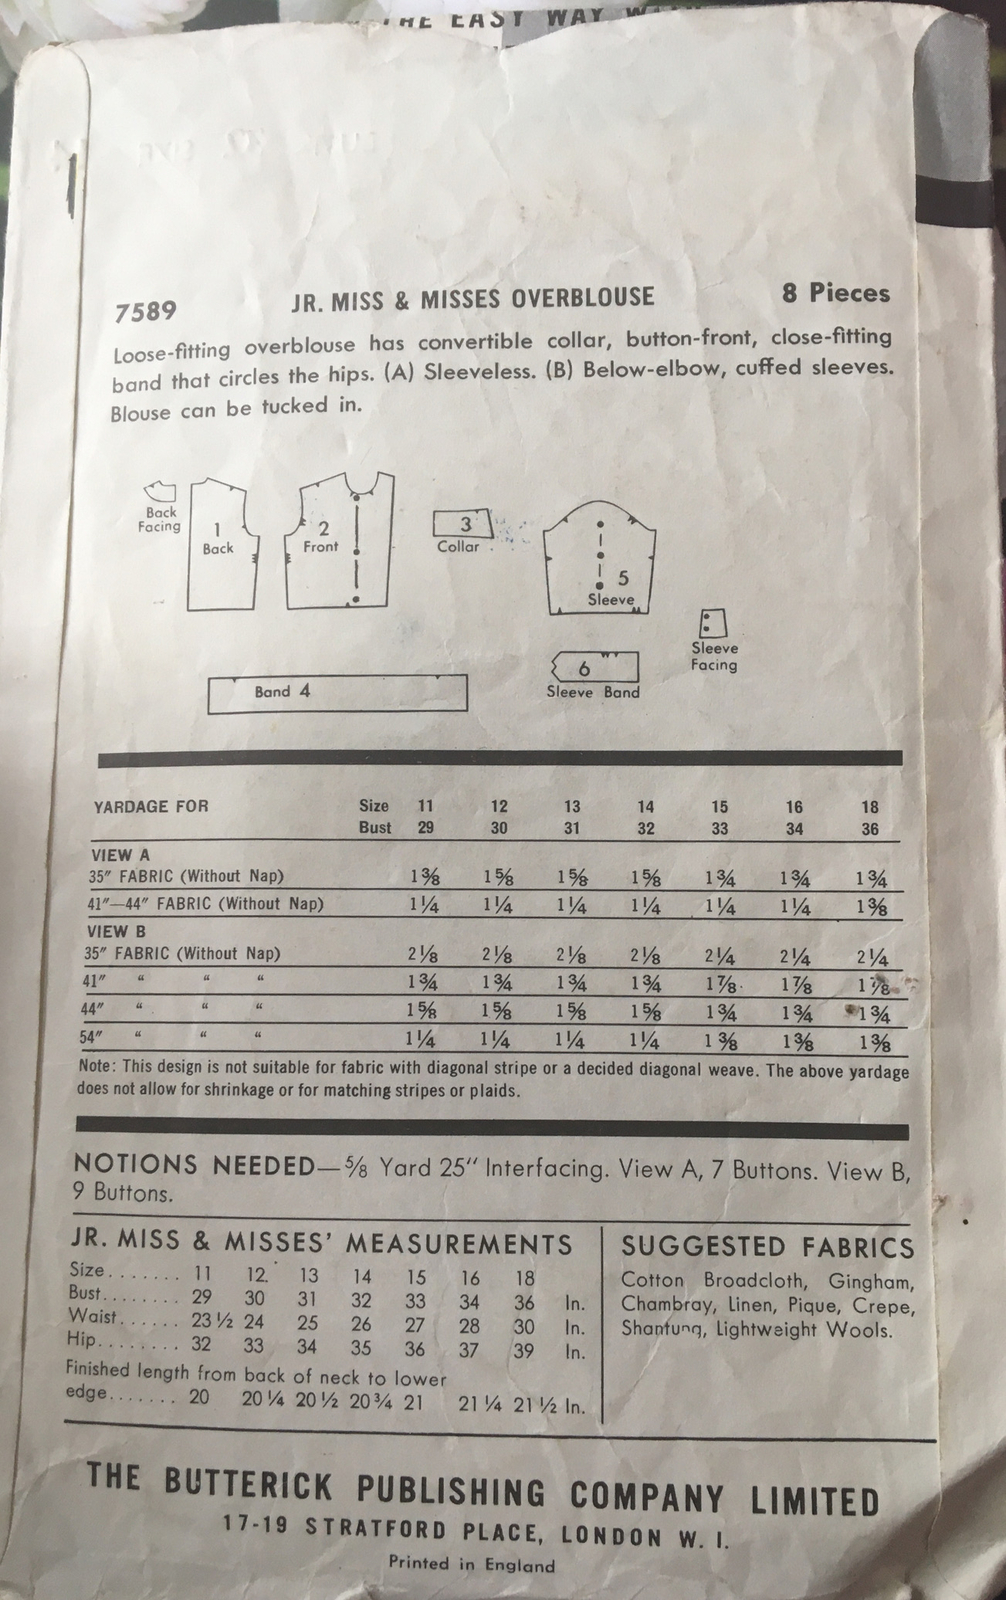 THE EASY WAY
7589 JR. MISS & MISSES OVERBLOUSE 8 Pieces
Loose-fitting overblouse has convertible collar, button-front, close-fitting
band that circles the hips. (A) Sleeveless. (B) Below-elbow, cuffed sleeves.
Blouse can be tucked in.
Back
Facing
1
Back
2
Front
3
Collar
5
Sleeve
Sleeve
Facing
Band 4
6
Sleeve Band
YARDAGE FOR Size 11 12 13 14 15 16 18
Bust 29 30 31 32 33 34 36
VIEW A
35″ FABRIC (Without Nap) 1⅜ 1⅝ 1⅝ 1⅝ 1¾ 1¾ 1¾
41″—44″ FABRIC (Without Nap) 1¼ 1¼ 1¼ 1¼ 1¼ 1¼ 1⅜
VIEW B
35″ FABRIC (Without Nap) 2⅛ 2⅛ 2⅛ 2⅛ 2¼ 2¼ 2¼
41″ “ “ “ 1¾ 1¾ 1¾ 1¾ 1⅞ 1⅞ 1⅞
44″ “ “ “ 1⅝ 1⅝ 1⅝ 1⅝ 1¾ 1¾ 1¾
54″ “ “ “ 1¼ 1¼ 1¼ 1¼ 1⅜ 1⅜ 1⅜
Note: This design is not suitable for fabric with diagonal stripe or a decided diagonal weave. The above yardage
does not allow for shrinkage or for matching stripes or plaids.
NOTIONS NEEDED—⅝ Yard 25″ Interfacing. View A, 7 Buttons. View B,
9 Buttons.
JR. MISS & MISSES’ MEASUREMENTS
Size....... 11 12 13 14 15 16 18
Bust........ 29 30 31 32 33 34 36 In.
Waist...... 23½ 24 25 26 27 28 30 In.
Hip........ 32 33 34 35 36 37 39 In.
Finished length from back of neck to lower
edge....... 20 20¼ 20½ 20¾ 21 21¼ 21½ In.
SUGGESTED FABRICS
Cotton Broadcloth, Gingham,
Chambray, Linen, Pique, Crepe,
Shantung, Lightweight Wools.
THE BUTTERICK PUBLISHING COMPANY LIMITED
17-19 STRATFORD PLACE, LONDON W. I.
Printed in England